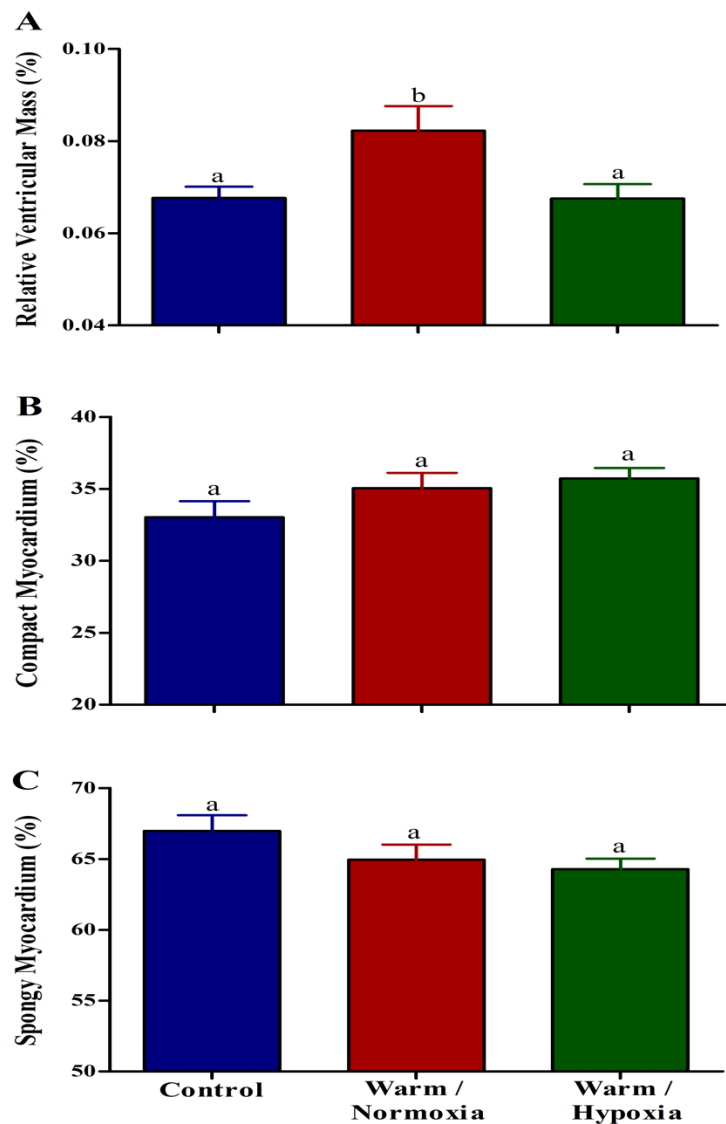 A
Relative Ventricular Mass (%)
0.10
0.08
0.06
0.04
a
b
a
B
Compact Myocardium (%)
40
35
30
25
20
a
a
a
C
Spongy Myocardium (%)
70
65
60
55
50
a
a
a
Control
Warm /
Normoxia
Warm /
Hypoxia